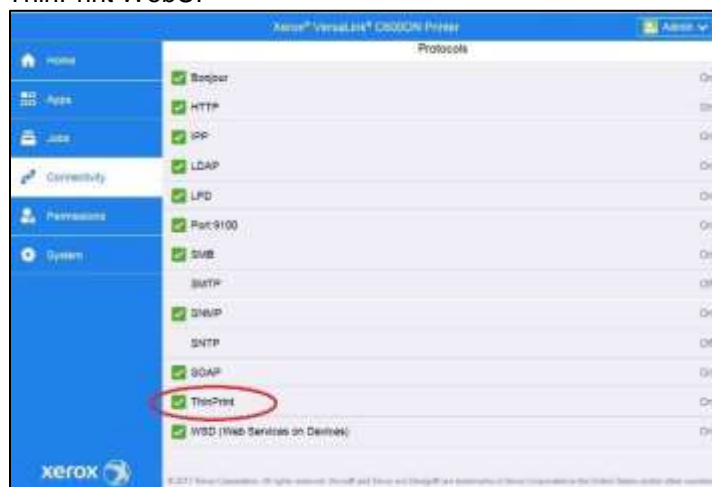 ThinPrint WebUI
Xerox® VersaLink® C600DN Printer
Admin
Home
Apps
Jobs
Connectivity
Permissions
System
xerox
Protocols
Bonjour On
HTTP On
IPP On
LDAP On
LPD On
Port 9100 On
SMB On
SMTP Off
SNMP On
SNTP Off
SOAP On
ThinPrint On
WSD (Web Services on Devices) On